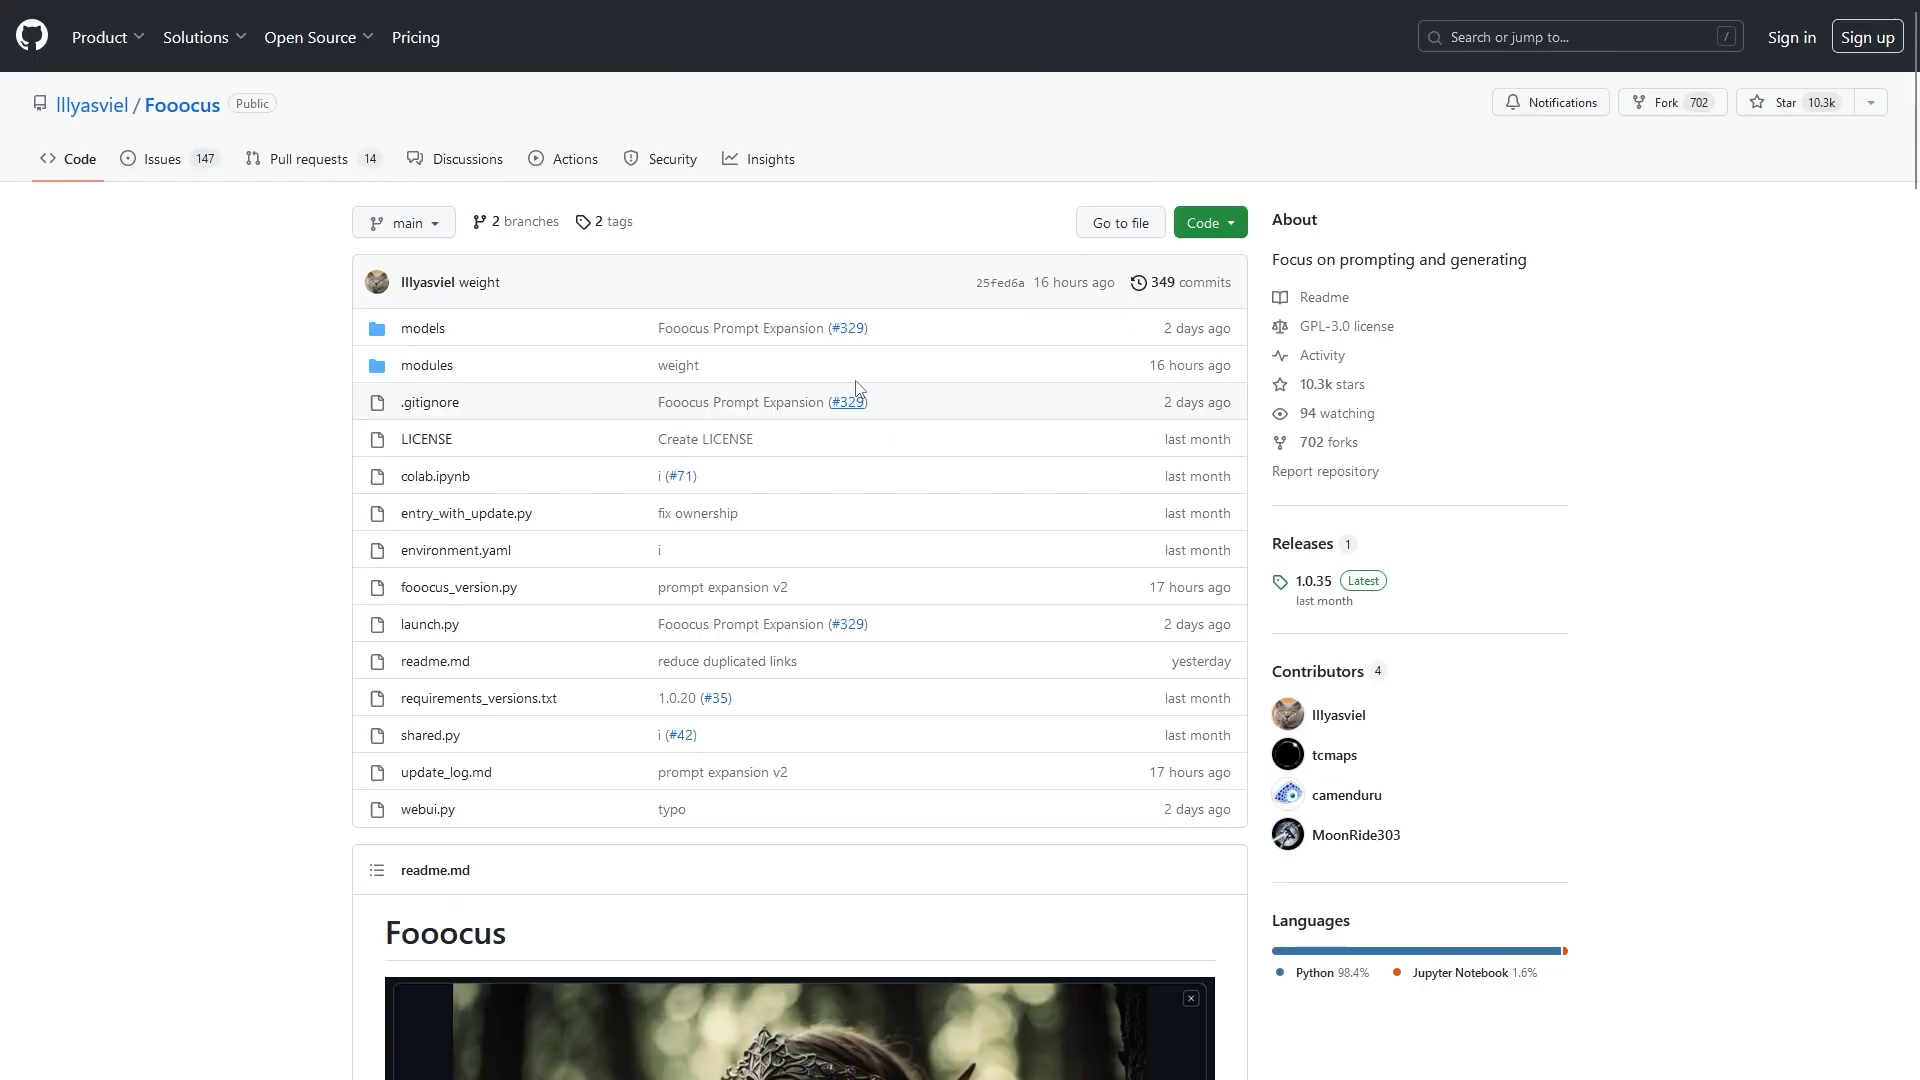 Product Solutions Open Source Pricing Search or jump to... / Sign in Sign up
lllyasviel / Fooocus Public Notifications Fork 702 Star 10.3k
Code Issues 147 Pull requests 14 Discussions Actions Security Insights
main 2 branches 2 tags Go to file Code
lllyasviel weight 25fed6a 16 hours ago 349 commits
models Fooocus Prompt Expansion (#329) 2 days ago
modules weight 16 hours ago
.gitignore Fooocus Prompt Expansion (#329) 2 days ago
LICENSE Create LICENSE last month
colab.ipynb i (#71) last month
entry_with_update.py fix ownership last month
environment.yaml i last month
fooocus_version.py prompt expansion v2 17 hours ago
launch.py Fooocus Prompt Expansion (#329) 2 days ago
readme.md reduce duplicated links yesterday
requirements_versions.txt 1.0.20 (#35) last month
shared.py i (#42) last month
update_log.md prompt expansion v2 17 hours ago
webui.py typo 2 days ago
readme.md
Fooocus
About
Focus on prompting and generating
Readme
GPL-3.0 license
Activity
10.3k stars
94 watching
702 forks
Report repository
Releases 1
1.0.35 Latest
last month
Contributors 4
lllyasviel
tcmaps
camenduru
MoonRide303
Languages
Python 98.4% Jupyter Notebook 1.6%